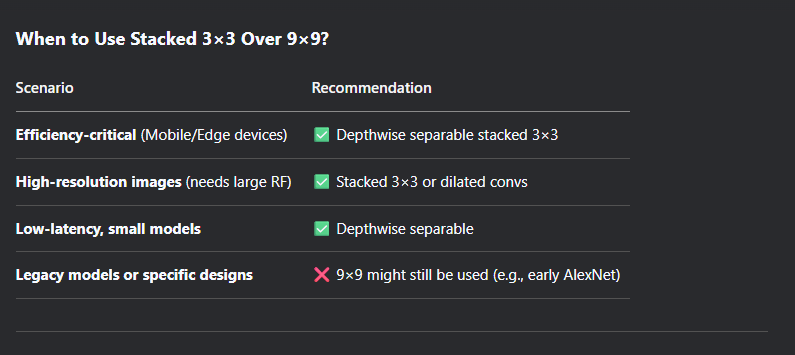 When to Use Stacked 3×3 Over 9×9?
Scenario Recommendation
Efficiency-critical (Mobile/Edge devices) ✅ Depthwise separable stacked 3×3
High-resolution images (needs large RF) ✅ Stacked 3×3 or dilated convs
Low-latency, small models ✅ Depthwise separable
Legacy models or specific designs ❌ 9×9 might still be used (e.g., early AlexNet)